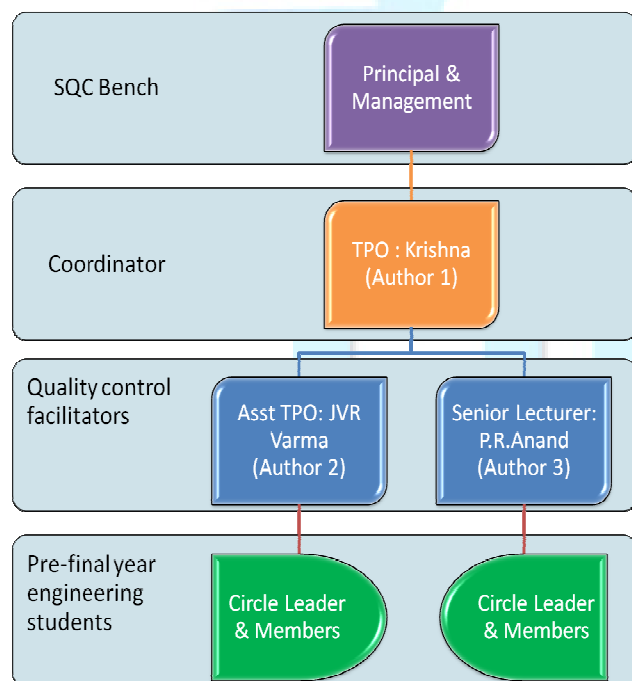 SQC Bench
Principal &
Management
Coordinator
TPO : Krishna
(Author 1)
Quality control
facilitators
Asst TPO: JVR
Varma
(Author 2)
Senior Lecturer:
P.R.Anand
(Author 3)
Pre-final year
engineering
students
Circle Leader
& Members
Circle Leader
& Members